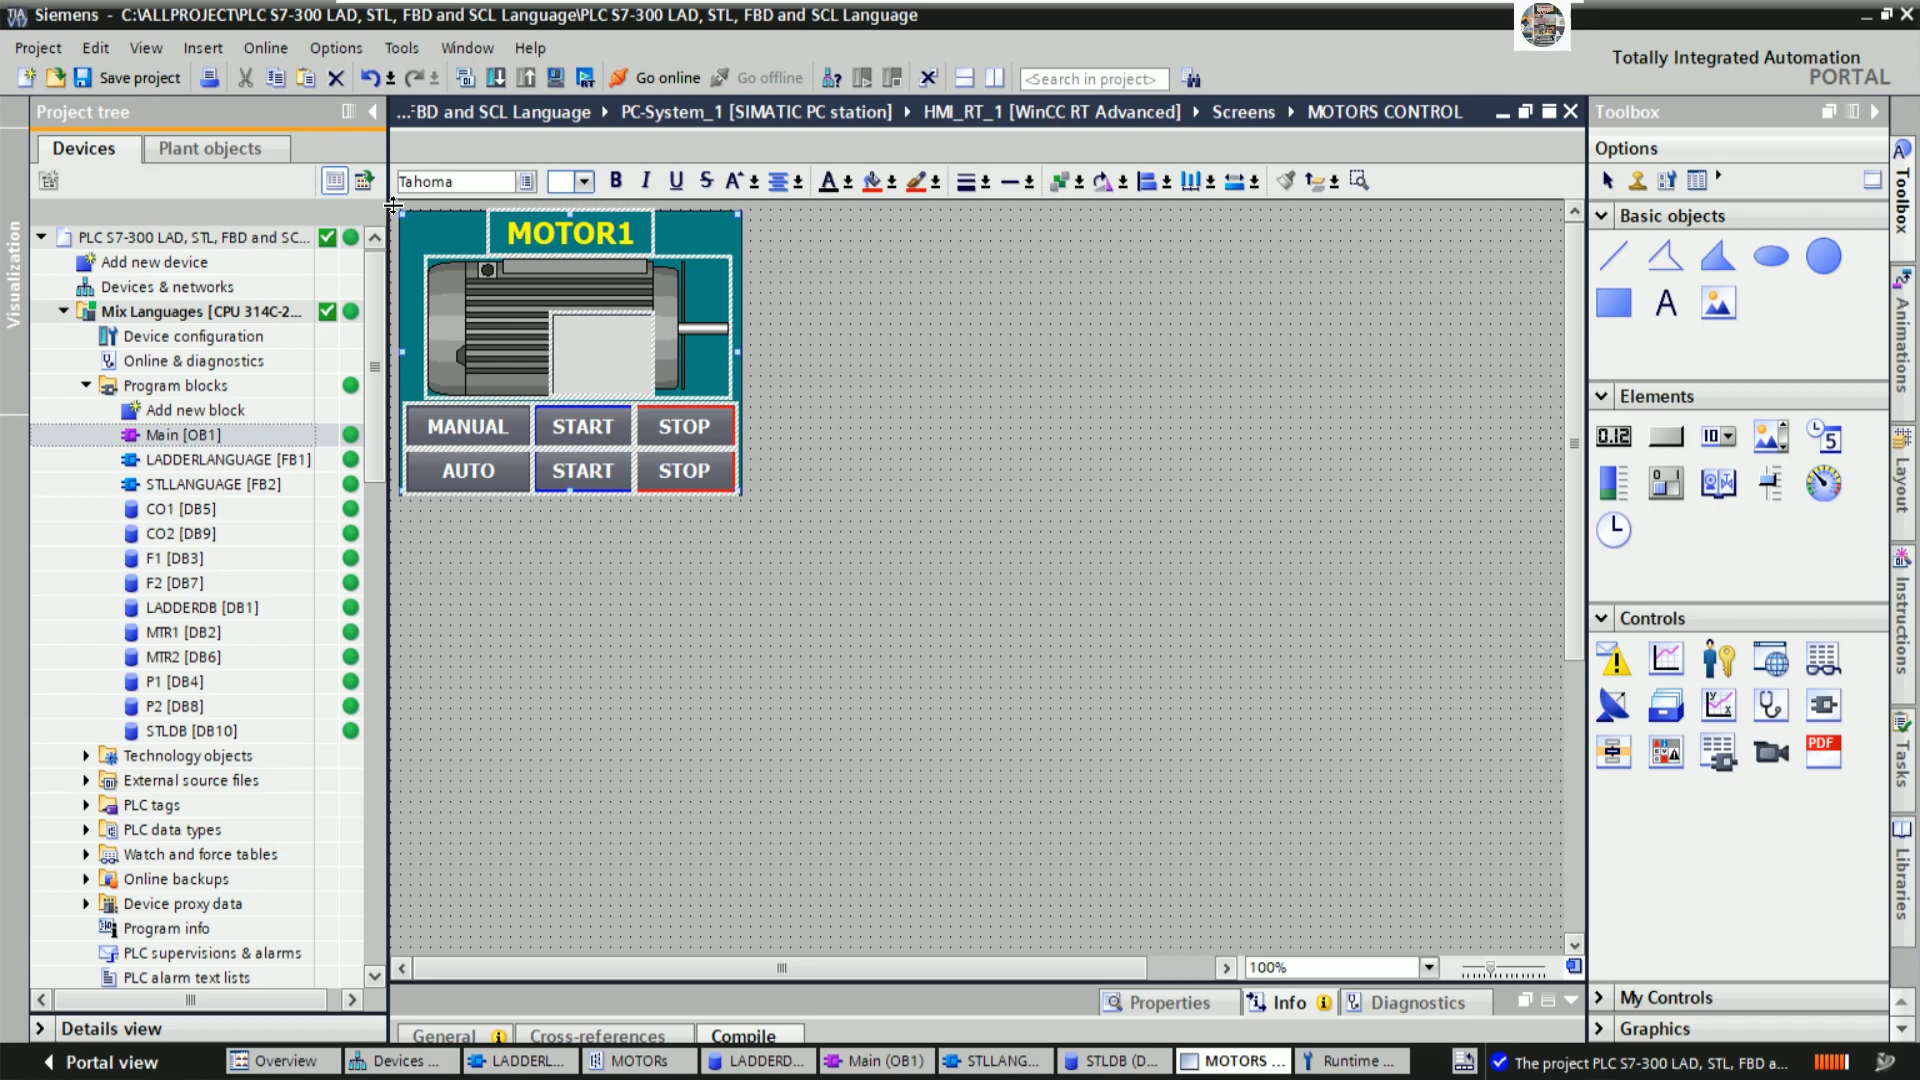 Siemens - C:\ALLPROJECT\PLC S7-300 LAD, STL, FBD and SCL Language\PLC S7-300 LAD, STL, FBD and SCL Language
Project Edit View Insert Online Options Tools Window Help
Totally Integrated Automation
PORTAL
Save project
Go online
Go offline
<Search in project>
Project tree
...FBD and SCL Language PC-System_1 [SIMATIC PC station] HMI_RT_1 [WinCC RT Advanced] Screens MOTORS CONTROL
Toolbox
Devices
Plant objects
Options
Tahoma
B I U S A A
PLC S7-300 LAD, STL, FBD and SC...
Add new device
Devices & networks
Mix Languages [CPU 314C-2...
Device configuration
Online & diagnostics
Program blocks
Add new block
Main [OB1]
LADDERLANGUAGE [FB1]
STLLANGUAGE [FB2]
CO1 [DB5]
CO2 [DB9]
F1 [DB3]
F2 [DB7]
LADDERDB [DB1]
MTR1 [DB2]
MTR2 [DB6]
P1 [DB4]
P2 [DB8]
STLDB [DB10]
Technology objects
External source files
PLC tags
PLC data types
Watch and force tables
Online backups
Device proxy data
Program info
PLC supervisions & alarms
PLC alarm text lists
Details view
Visualization
MOTOR1
MANUAL START STOP
AUTO START STOP
100%
Properties
Info
Diagnostics
General
Cross-references
Compile
Basic objects
A
Elements
0.12
10
5
Controls
PDF
My Controls
Graphics
Toolbox
Animations
Layout
Instructions
Tasks
Libraries
Portal view
Overview
Devices ...
LADDERL...
MOTORs
LADDERD...
Main (OB1)
STLLANG...
STLDB (D...
MOTORS ...
Runtime ...
The project PLC S7-300 LAD, STL, FBD a...